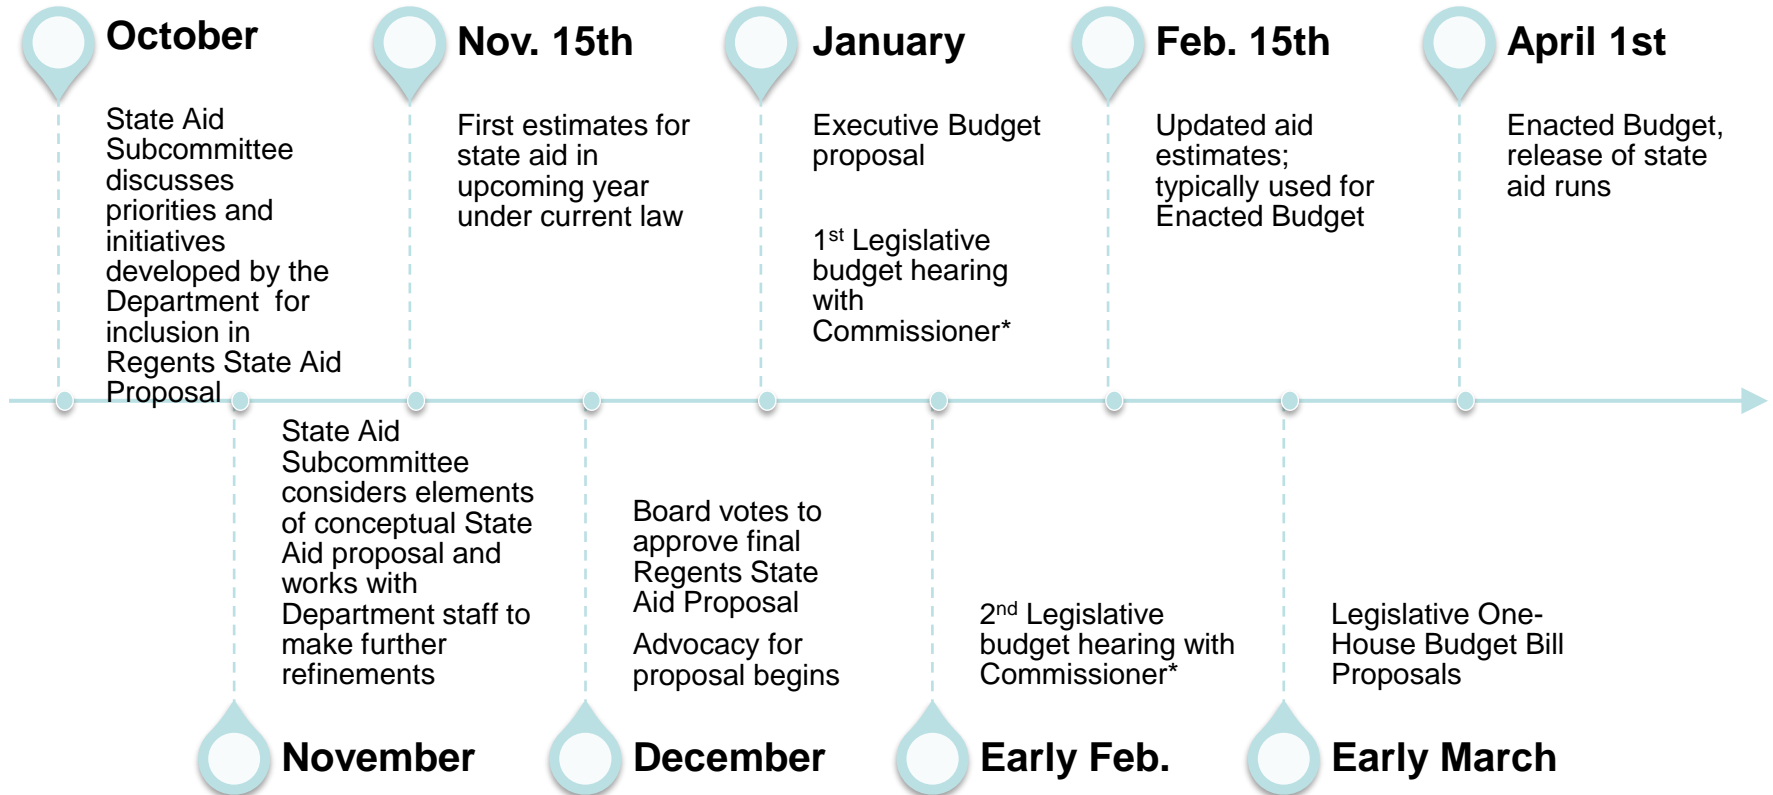 October
State Aid
Subcommittee
discusses
priorities and
initiatives
developed by the
Department  for
inclusion in
Regents State Aid
Proposal
Nov. 15th
First estimates for
state aid in
upcoming year
under current law
January
Executive Budget
proposal
1st Legislative
budget hearing
with
Commissioner*
Feb. 15th
Updated aid
estimates;
typically used for
Enacted Budget
April 1st
Enacted Budget,
release of state
aid runs
State Aid
Subcommittee
considers elements
of conceptual State
Aid proposal and
works with
Department staff to
make further
refinements
November
Board votes to
approve final
Regents State
Aid Proposal
Advocacy for
proposal begins
December
2nd Legislative
budget hearing with
Commissioner*
Early Feb.
Legislative One-
House Budget Bill
Proposals
Early March